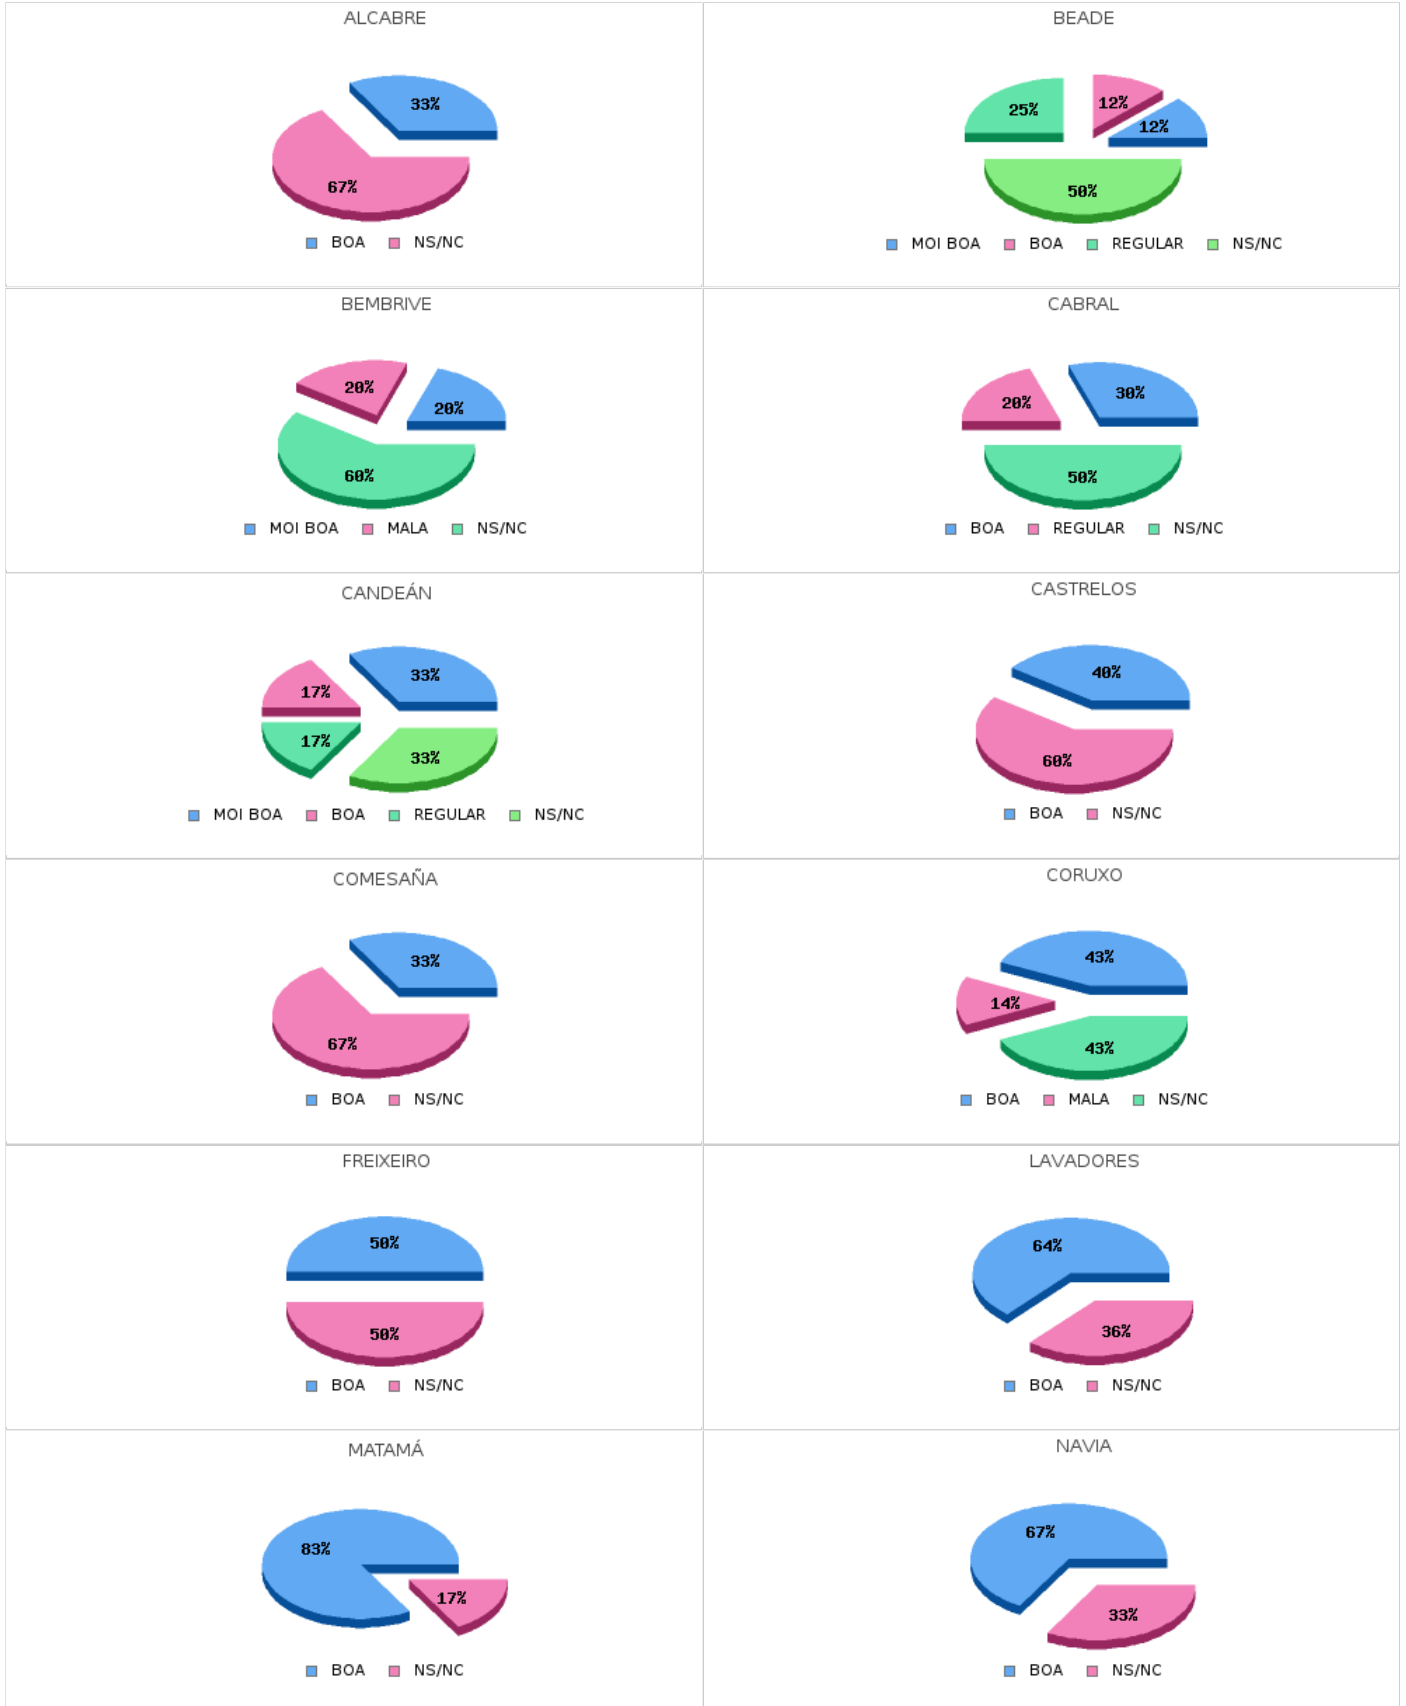 ALCABRE
33%
67%
BOA NS/NC
BEADE
25%
12%
12%
50%
MOI BOA BOA REGULAR NS/NC
BEMBRIVE
20%
20%
60%
MOI BOA MALA NS/NC
CABRAL
20%
30%
50%
BOA REGULAR NS/NC
CANDEÁN
33%
17%
17%
33%
MOI BOA BOA REGULAR NS/NC
CASTRELOS
40%
60%
BOA NS/NC
COMESAÑA
33%
67%
BOA NS/NC
CORUXO
43%
14%
43%
BOA MALA NS/NC
FREIXEIRO
50%
50%
BOA NS/NC
LAVADORES
64%
36%
BOA NS/NC
MATAMÁ
83%
17%
BOA NS/NC
NAVIA
67%
33%
BOA NS/NC